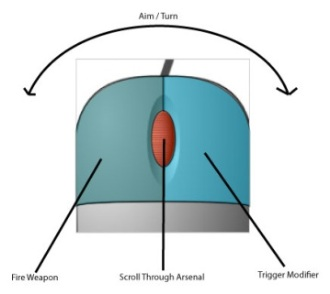 Aim / Turn
Fire Weapon
Scroll Through Arsenal
Trigger Modifier